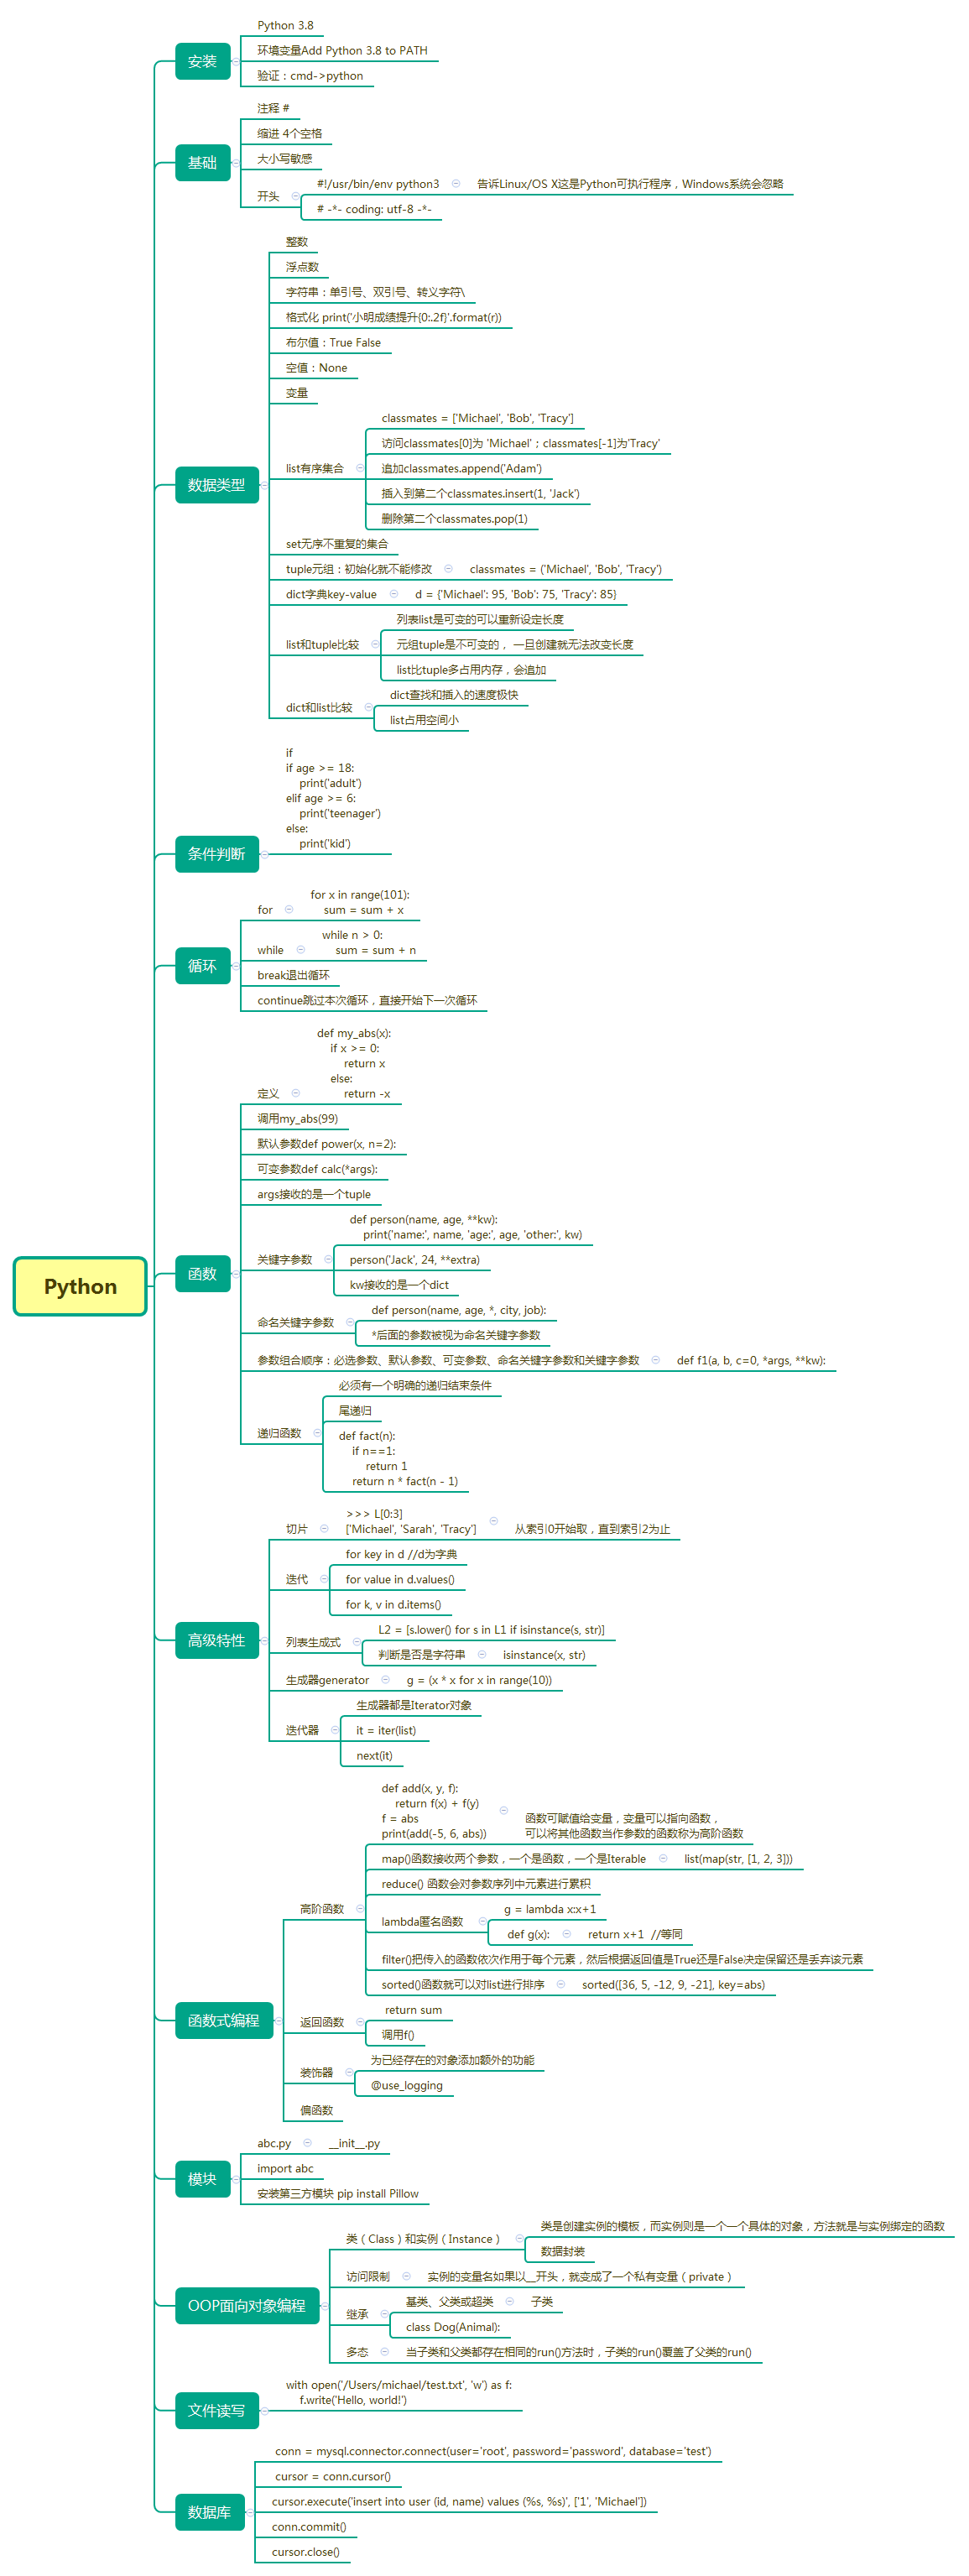 Python
安装
Python 3.8
环境变量Add Python 3.8 to PATH
验证：cmd->python
基础
注释 #
缩进 4个空格
大小写敏感
开头
#!/usr/bin/env python3
告诉Linux/OS X这是Python可执行程序，Windows系统会忽略
# -*- coding: utf-8 -*-
数据类型
整数
浮点数
字符串：单引号、双引号、转义字符\
格式化 print('小明成绩提升{0:.2f}'.format(r))
布尔值：True False
空值：None
变量
list有序集合
classmates = ['Michael', 'Bob', 'Tracy']
访问classmates[0]为 'Michael'；classmates[-1]为'Tracy'
追加classmates.append('Adam')
插入到第二个classmates.insert(1, 'Jack')
删除第二个classmates.pop(1)
set无序不重复的集合
tuple元组：初始化就不能修改
classmates = ('Michael', 'Bob', 'Tracy')
dict字典key-value
d = {'Michael': 95, 'Bob': 75, 'Tracy': 85}
list和tuple比较
列表list是可变的可以重新设定长度
元组tuple是不可变的， 一旦创建就无法改变长度
list比tuple多占用内存，会追加
dict和list比较
dict查找和插入的速度极快
list占用空间小
条件判断
if
if age >= 18:
    print('adult')
elif age >= 6:
    print('teenager')
else:
    print('kid')
循环
for
for x in range(101):
    sum = sum + x
while
while n > 0:
    sum = sum + n
break退出循环
continue跳过本次循环，直接开始下一次循环
函数
定义
def my_abs(x):
    if x >= 0:
        return x
    else:
        return -x
调用my_abs(99)
默认参数def power(x, n=2):
可变参数def calc(*args):
args接收的是一个tuple
关键字参数
def person(name, age, **kw):
    print('name:', name, 'age:', age, 'other:', kw)
person('Jack', 24, **extra)
kw接收的是一个dict
命名关键字参数
def person(name, age, *, city, job):
*后面的参数被视为命名关键字参数
参数组合顺序：必选参数、默认参数、可变参数、命名关键字参数和关键字参数
def f1(a, b, c=0, *args, **kw):
递归函数
必须有一个明确的递归结束条件
尾递归
def fact(n):
    if n==1:
        return 1
    return n * fact(n - 1)
高级特性
切片
>>> L[0:3]
['Michael', 'Sarah', 'Tracy']
从索引0开始取，直到索引2为止
迭代
for key in d //d为字典
for value in d.values()
for k, v in d.items()
列表生成式
L2 = [s.lower() for s in L1 if isinstance(s, str)]
判断是否是字符串
isinstance(x, str)
生成器generator
g = (x * x for x in range(10))
迭代器
生成器都是Iterator对象
it = iter(list)
next(it)
函数式编程
高阶函数
def add(x, y, f):
    return f(x) + f(y)
f = abs
print(add(-5, 6, abs))
函数可赋值给变量，变量可以指向函数，
可以将其他函数当作参数的函数称为高阶函数
map()函数接收两个参数，一个是函数，一个是Iterable
list(map(str, [1, 2, 3]))
reduce() 函数会对参数序列中元素进行累积
lambda匿名函数
g = lambda x:x+1
def g(x):
return x+1  //等同
filter()把传入的函数依次作用于每个元素，然后根据返回值是True还是False决定保留还是丢弃该元素
sorted()函数就可以对list进行排序
sorted([36, 5, -12, 9, -21], key=abs)
返回函数
return sum
调用f()
装饰器
为已经存在的对象添加额外的功能
@use_logging
偏函数
模块
abc.py
__init__.py
import abc
安装第三方模块 pip install Pillow
OOP面向对象编程
类（Class）和实例（Instance）
类是创建实例的模板，而实例则是一个一个具体的对象，方法就是与实例绑定的函数
数据封装
访问限制
实例的变量名如果以__开头，就变成了一个私有变量（private）
继承
基类、父类或超类
子类
class Dog(Animal):
多态
当子类和父类都存在相同的run()方法时，子类的run()覆盖了父类的run()
文件读写
with open('/Users/michael/test.txt', 'w') as f:
    f.write('Hello, world!')
数据库
conn = mysql.connector.connect(user='root', password='password', database='test')
cursor = conn.cursor()
cursor.execute('insert into user (id, name) values (%s, %s)', ['1', 'Michael'])
conn.commit()
cursor.close()